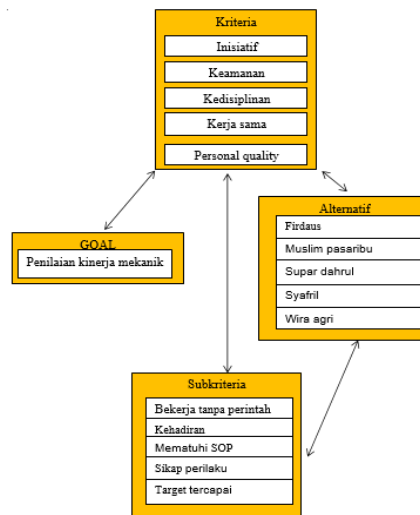 Kriteria
Inisiatif
Keamanan
Kedisiplinan
Kerja sama
Personal quality
GOAL
Penilaian kinerja mekanik
Alternatif
Firdaus
Muslim pasaribu
Supar dahrul
Syafril
Wira agri
Subkriteria
Bekerja tanpa perintah
Kehadiran
Mematuhi SOP
Sikap perilaku
Target tercapai